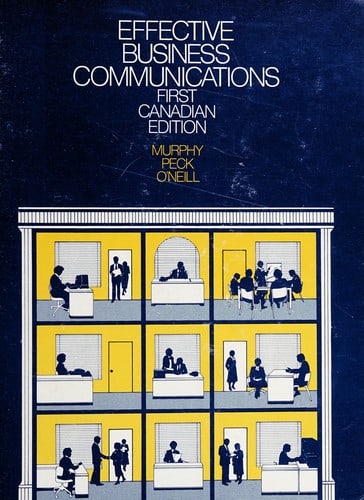 EFFECTIVE
BUSINESS
COMMUNICATIONS
FIRST
CANADIAN
EDITION
MURPHY
PECK
O'NEILL